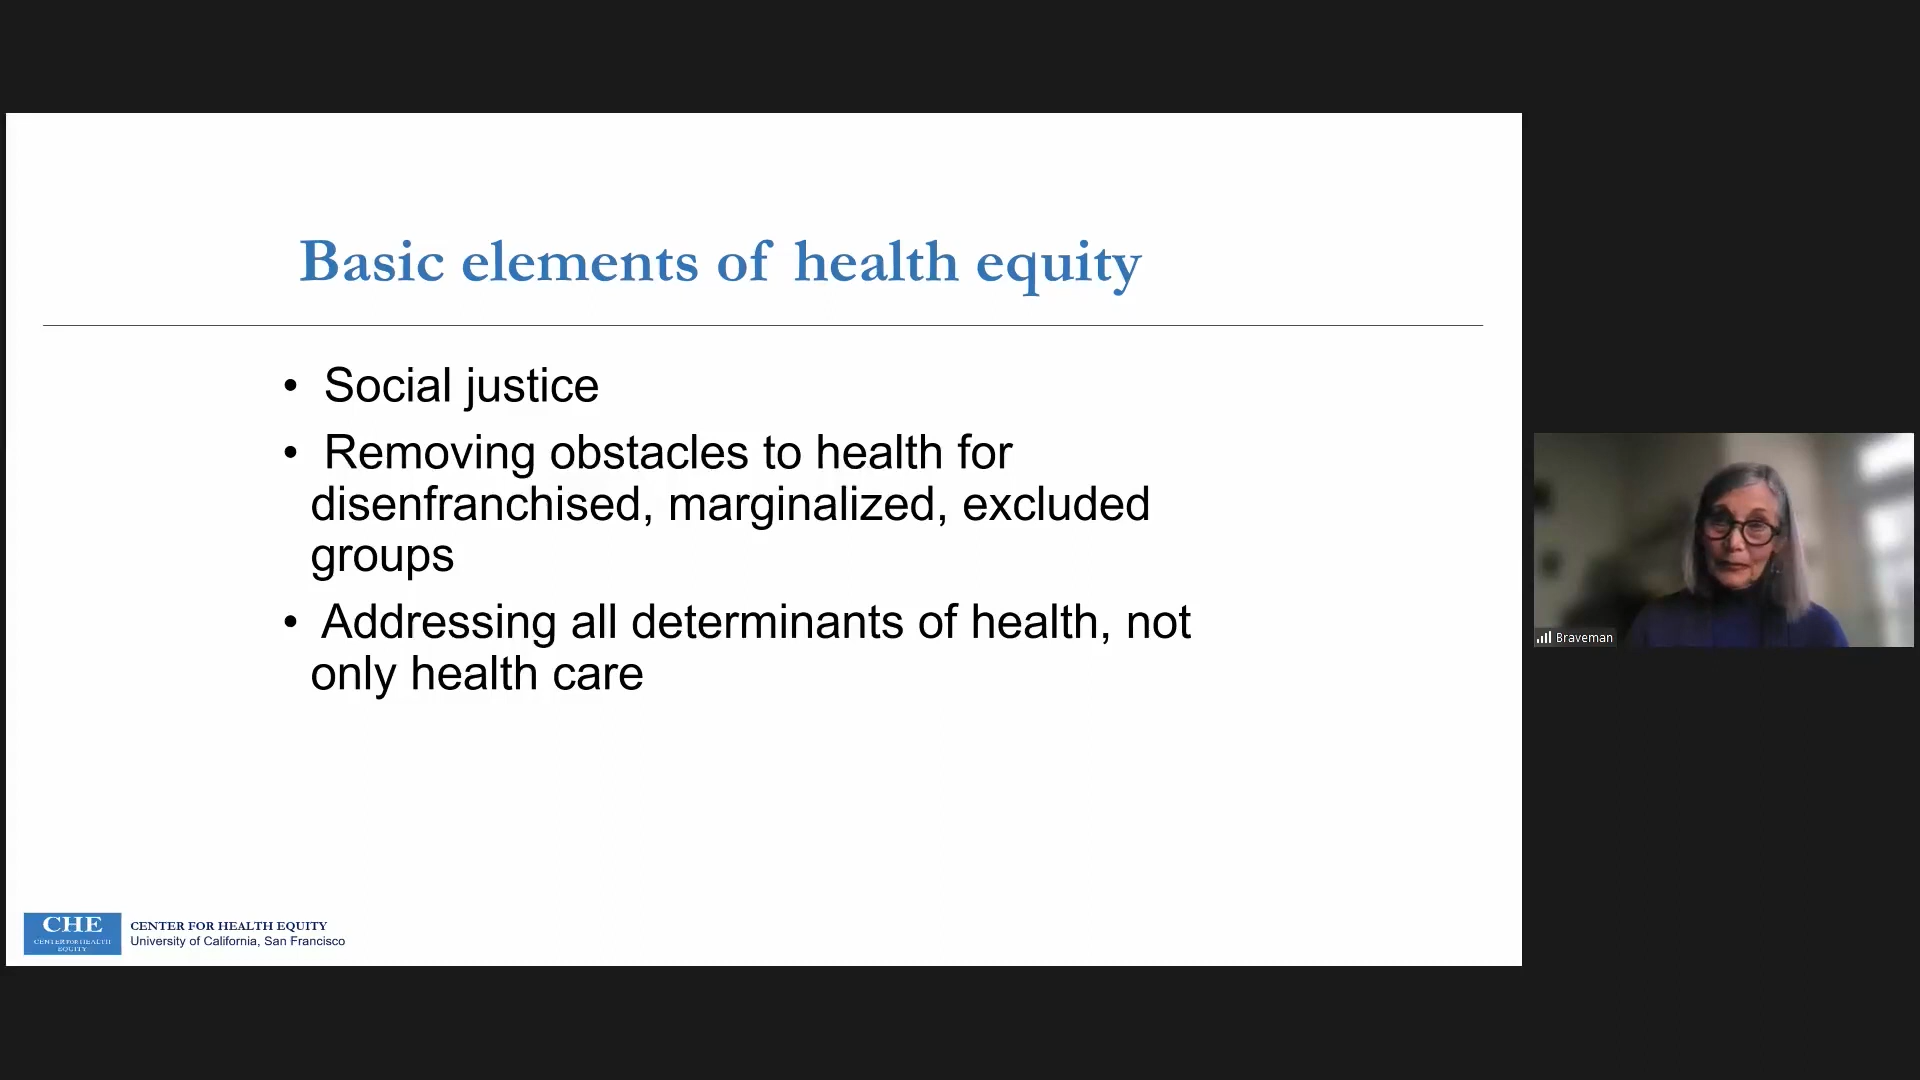 Basic elements of health equity
• Social justice
• Removing obstacles to health for
disenfranchised, marginalized, excluded
groups
• Addressing all determinants of health, not
only health care
Braveman
CHE
CENTER FOR HEALTH
EQUITY
CENTER FOR HEALTH EQUITY
University of California, San Francisco